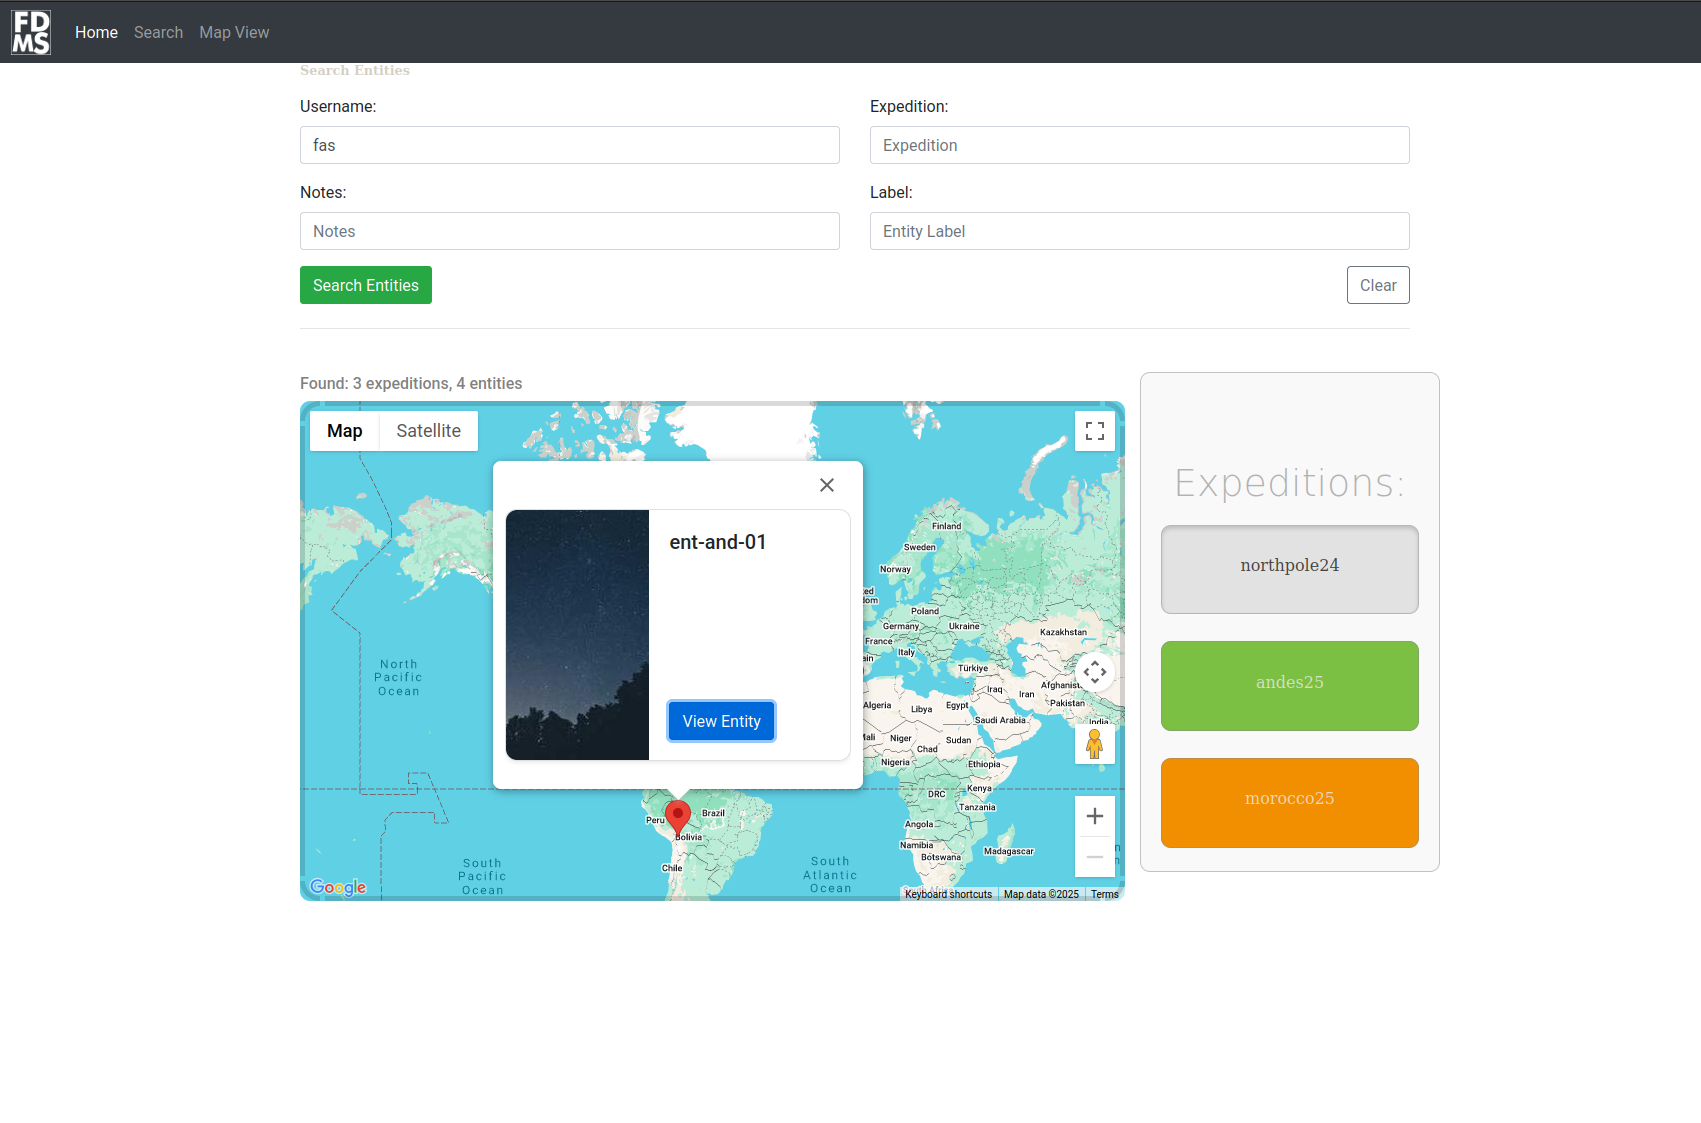 FD
MS
Home Search Map View
Search Entities
Username:
Expedition:
fas
Expedition
Notes:
Label:
Notes
Entity Label
Search Entities
Clear
Found: 3 expeditions, 4 entities
Map Satellite
ent-and-01
View Entity
Finland
Sweden
Norway
Poland
Germany
Ukraine
France
Kazakhstan
Italy
Türkiye
Iraq
Iran
Afghanist
Pakistan
Algeria
Libya
Egypt
Saudi Arabia
India
Niger
Sudan
Chad
Nigeria
Ethiopia
DRC
Kenya
Tanzania
Angola
Namibia
Botswana
Madagascar
North
Pacific
Ocean
Peru
Brazil
Bolivia
Chile
South
Pacific
Ocean
South
Atlantic
Ocean
Google
Keyboard shortcuts
Map data ©2025
Terms
Expeditions:
northpole24
andes25
morocco25